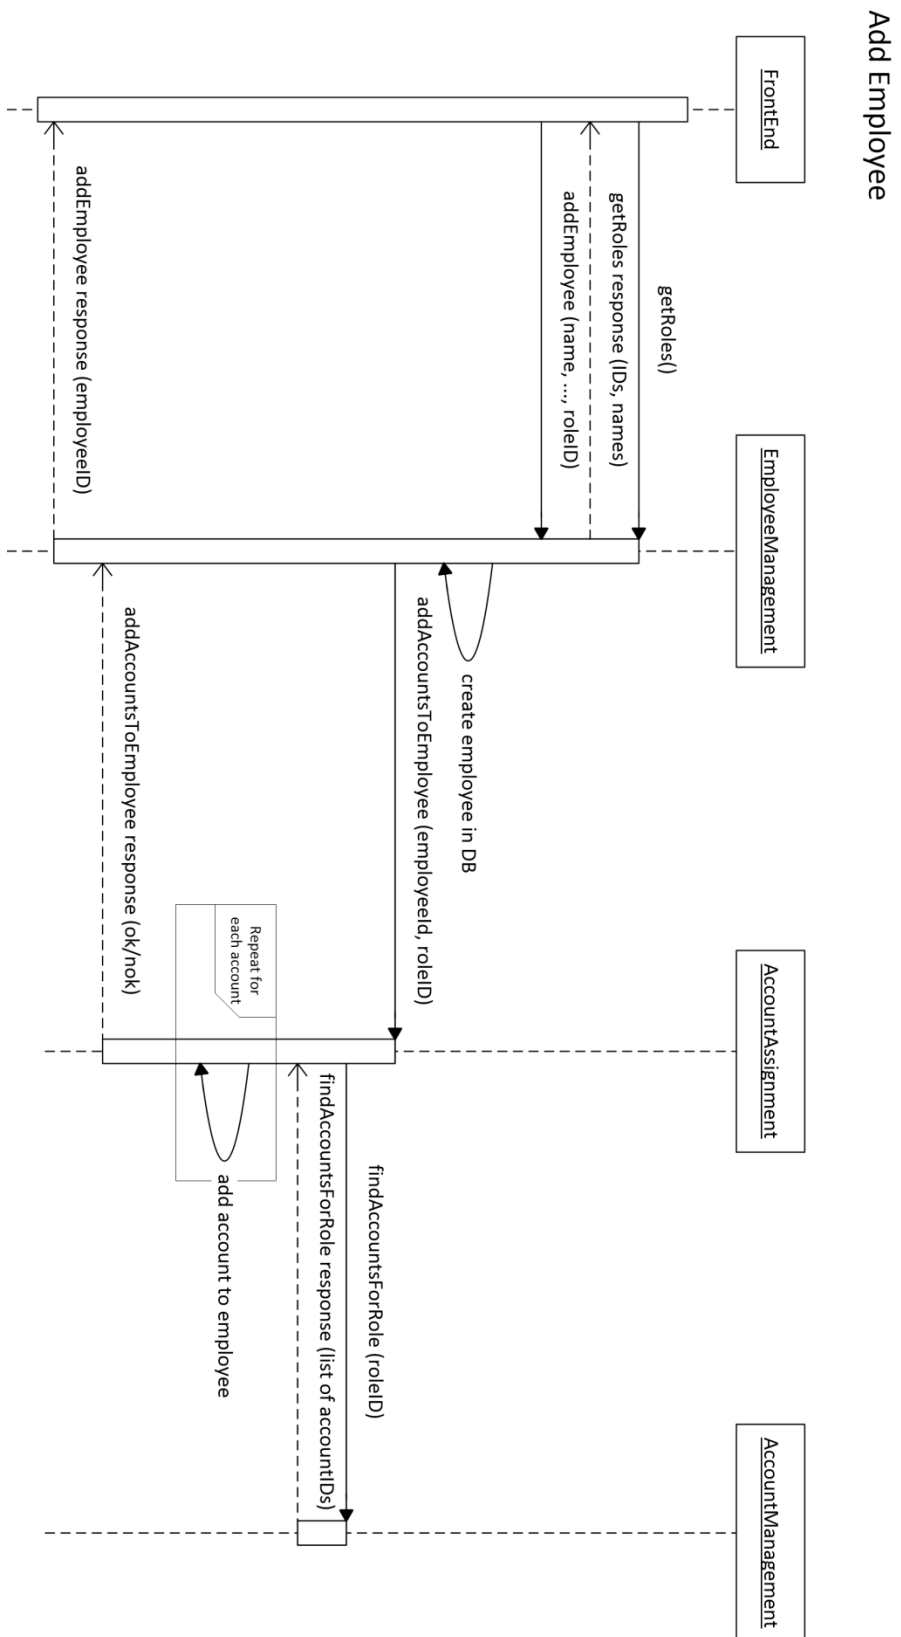 Add Employee
FrontEnd
EmployeeManagement
AccountAssignment
AccountManagement
getRoles()
getRoles response (IDs, names)
addEmployee (name, ..., roleID)
create employee in DB
addAccountsToEmployee (employeeId, roleID)
findAccountsForRole (roleID)
findAccountsForRole response (list of accountIDs)
Repeat for
each account
add account to employee
addAccountsToEmployee response (ok/nok)
addEmployee response (employeeID)